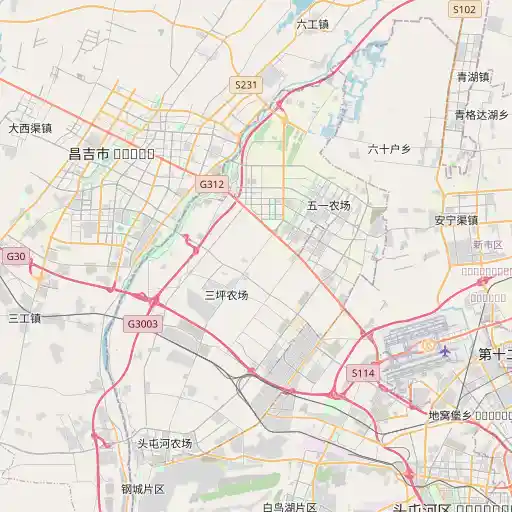 S102
六工镇
青湖镇
S231
青格达湖乡
大西渠镇
昌吉市
六十户乡
G312
五一农场
安宁渠镇
新市区
G30
三坪农场
三工镇
G3003
第十二
S114
地窝堡乡
头屯河农场
钢城片区
白鸟湖片区
头屯河区